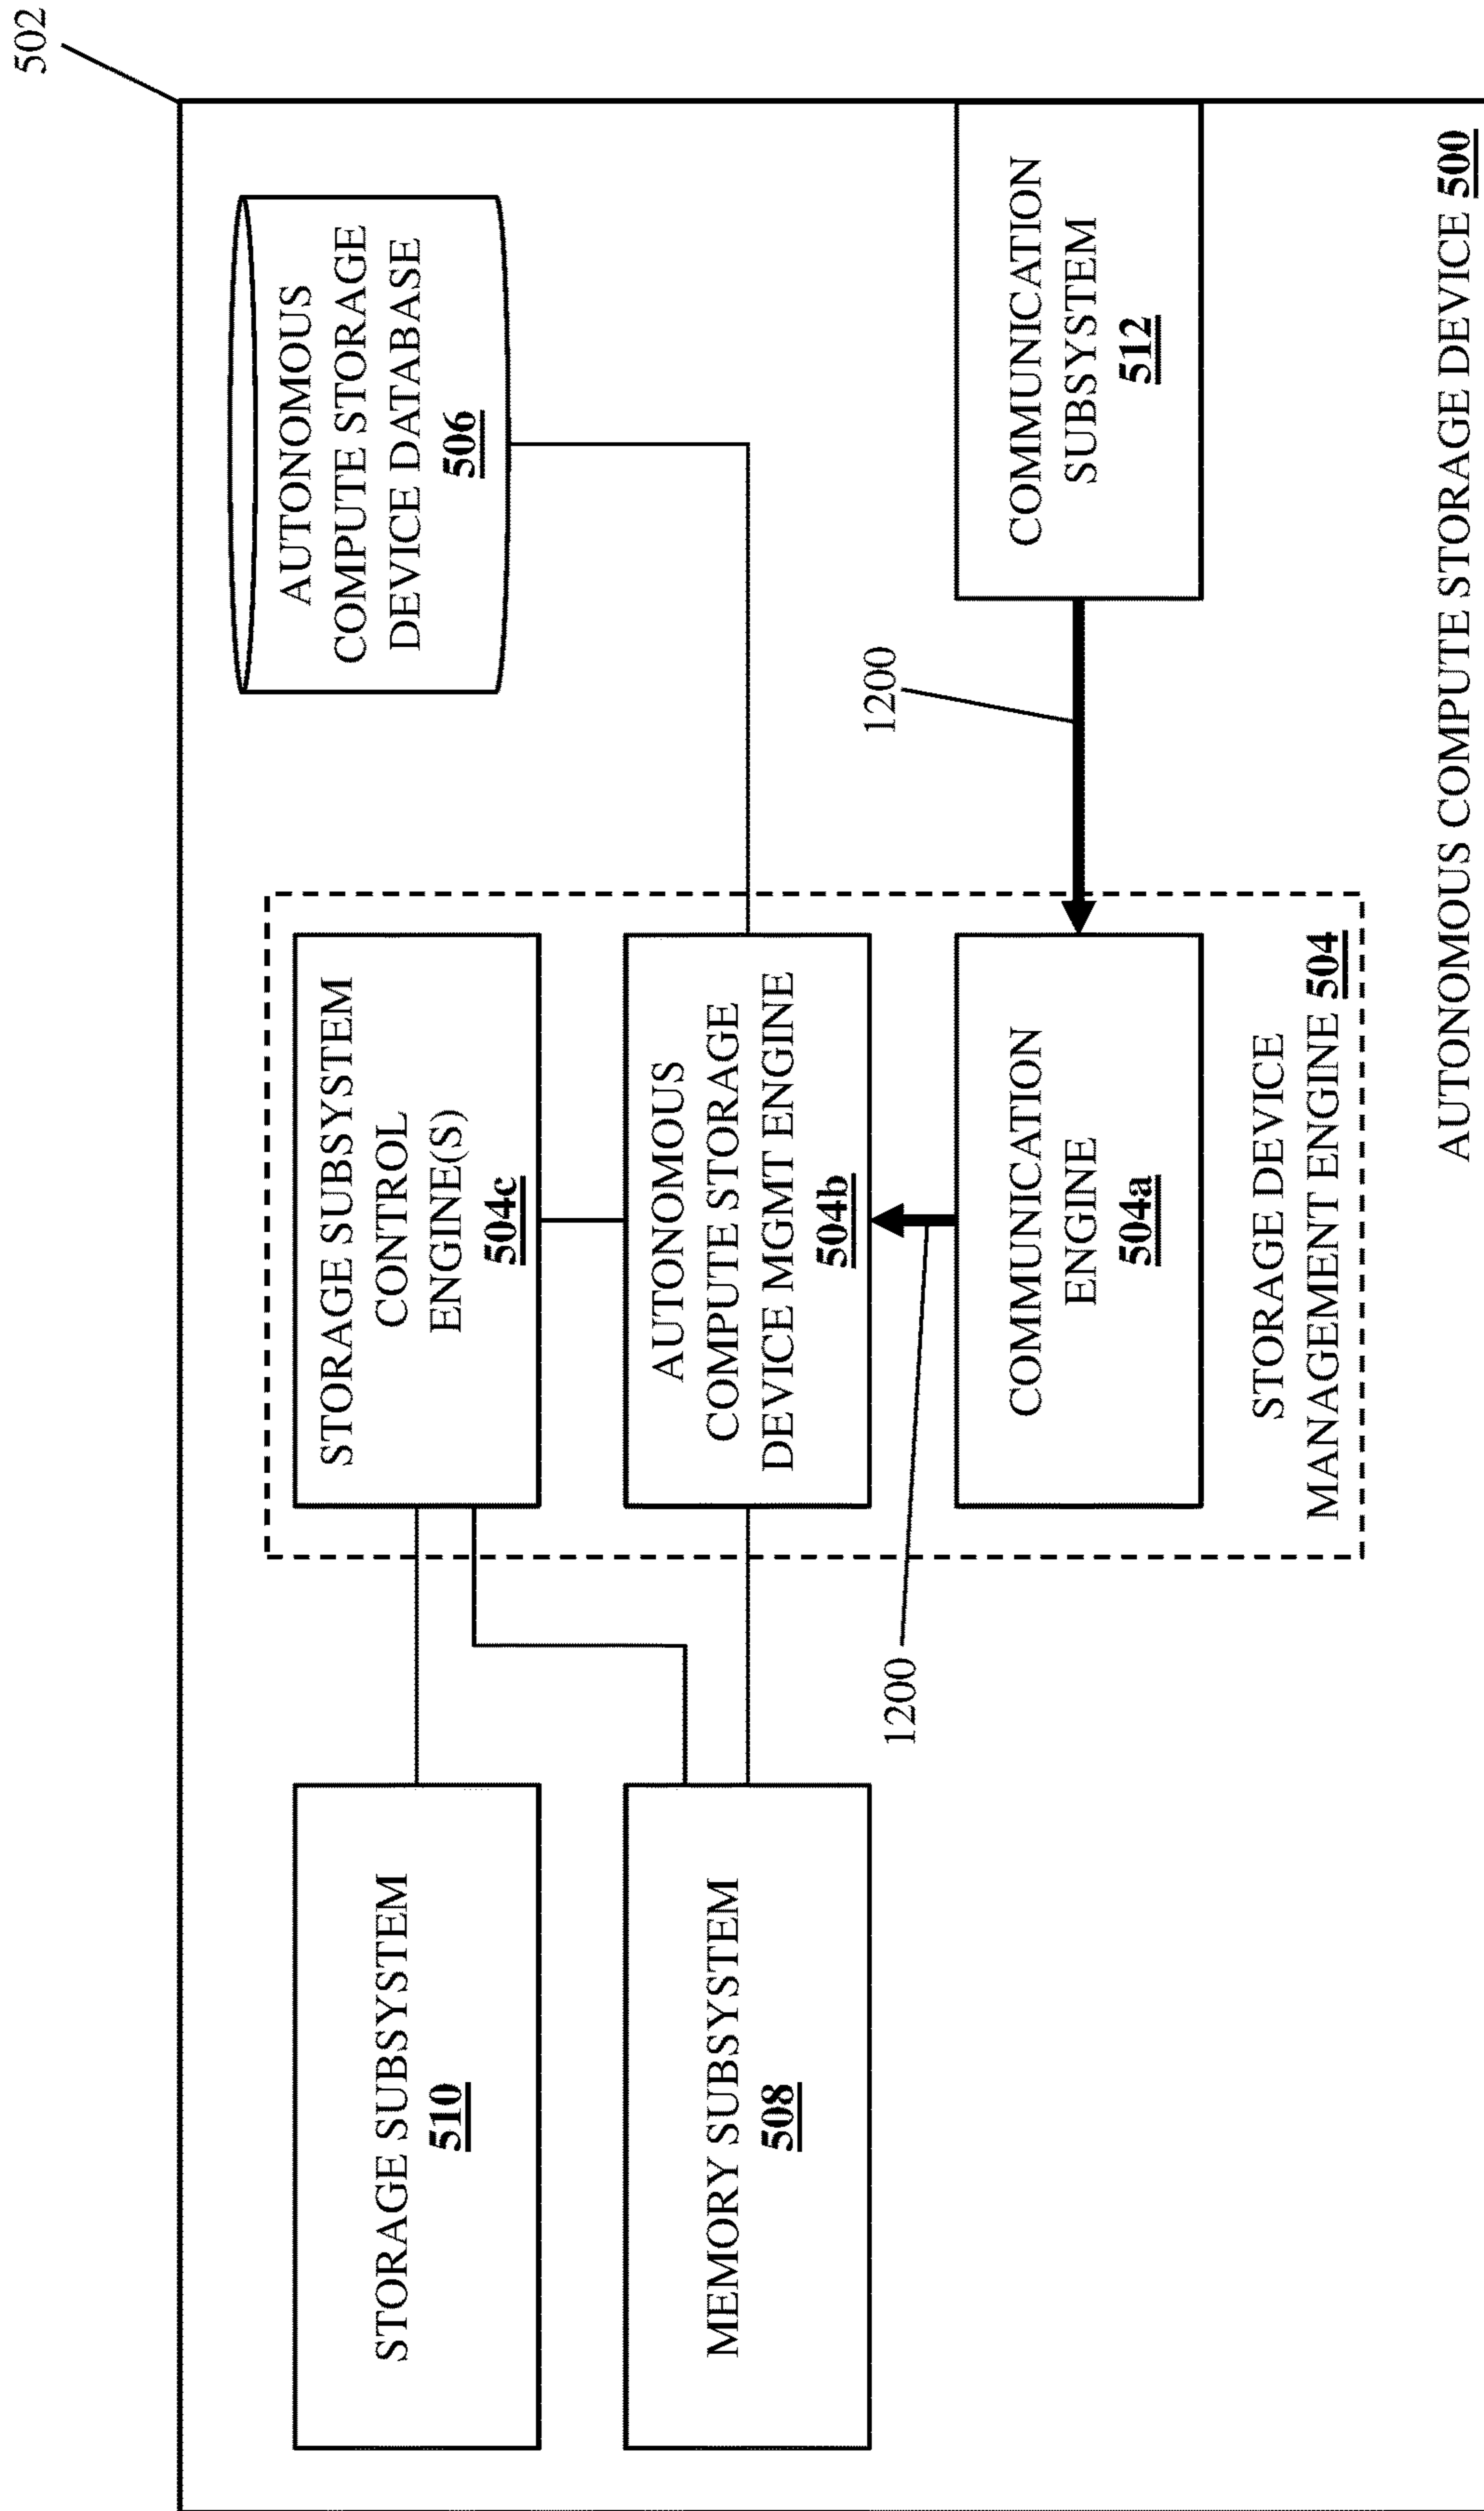 502
STORAGE SUBSYSTEM
510
STORAGE SUBSYSTEM
CONTROL
ENGINE(S)
504c
AUTONOMOUS
COMPUTE STORAGE
DEVICE DATABASE
506
MEMORY SUBSYSTEM
508
AUTONOMOUS
COMPUTE STORAGE
DEVICE MGMT ENGINE
504b
1200
1200
COMMUNICATION
ENGINE
504a
COMMUNICATION
SUBSYSTEM
512
STORAGE DEVICE
MANAGEMENT ENGINE 504
AUTONOMOUS COMPUTE STORAGE DEVICE 500